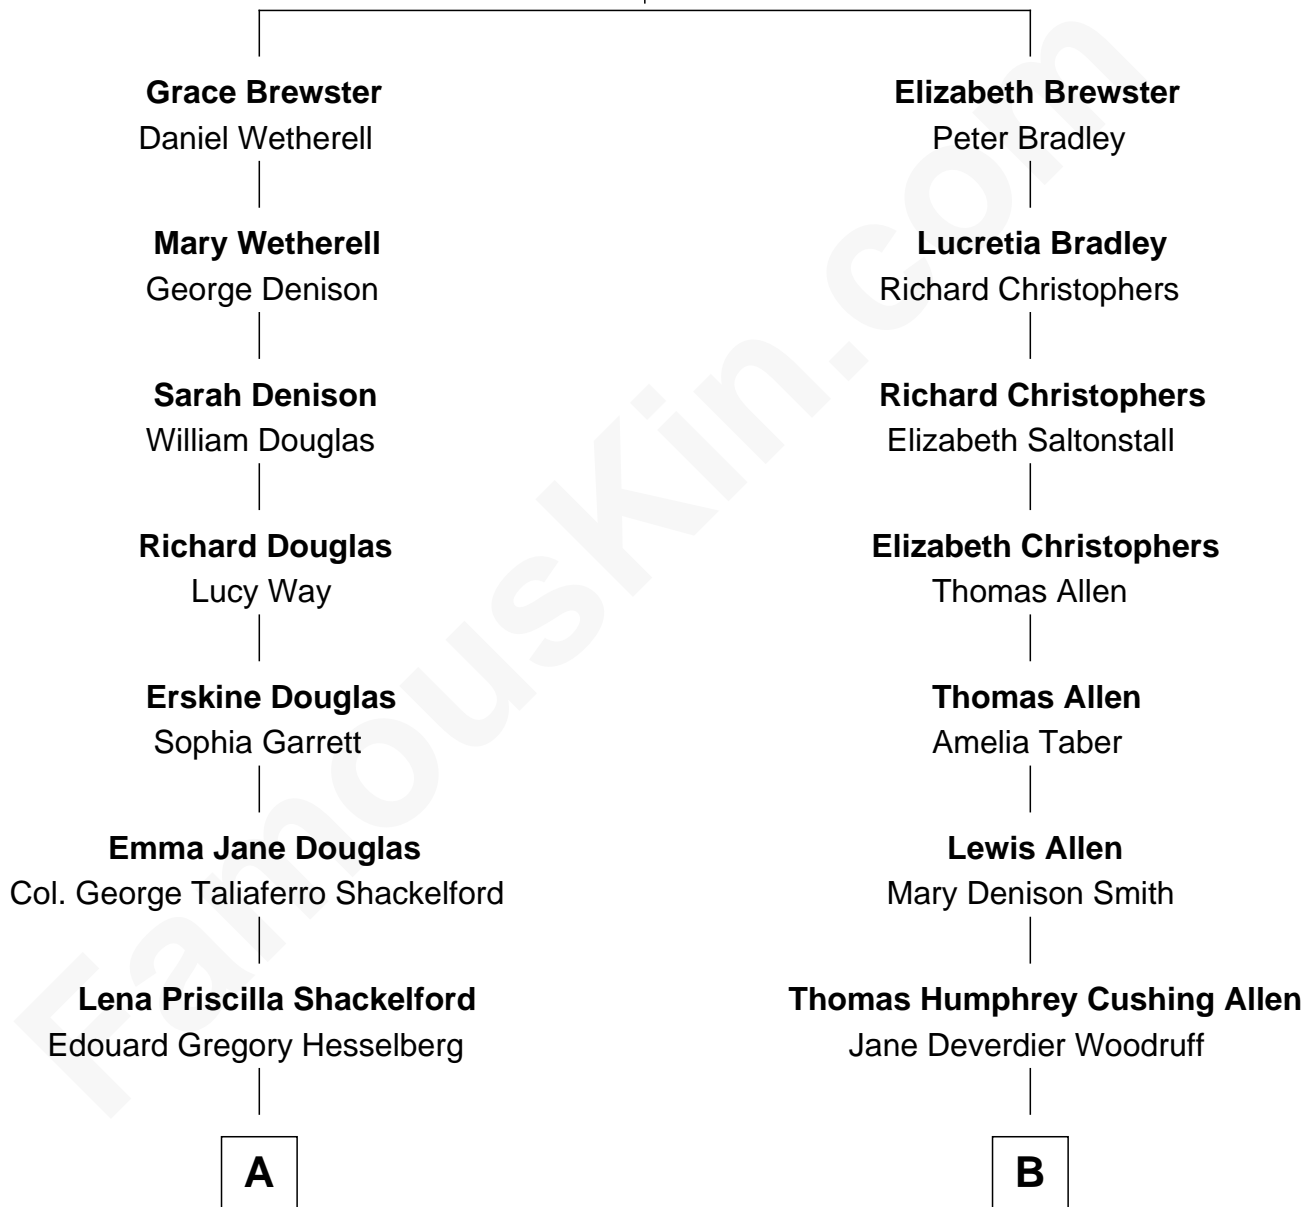 Grace Brewster
Daniel Wetherell
Mary Wetherell
George Denison
Sarah Denison
William Douglas
Richard Douglas
Lucy Way
Erskine Douglas
Sophia Garrett
Emma Jane Douglas
Col. George Taliaferro Shackelford
Lena Priscilla Shackelford
Edouard Gregory Hesselberg
A
Elizabeth Brewster
Peter Bradley
Lucretia Bradley
Richard Christophers
Richard Christophers
Elizabeth Saltonstall
Elizabeth Christophers
Thomas Allen
Thomas Allen
Amelia Taber
Lewis Allen
Mary Denison Smith
Thomas Humphrey Cushing Allen
Jane Deverdier Woodruff
B
FamousKin.com